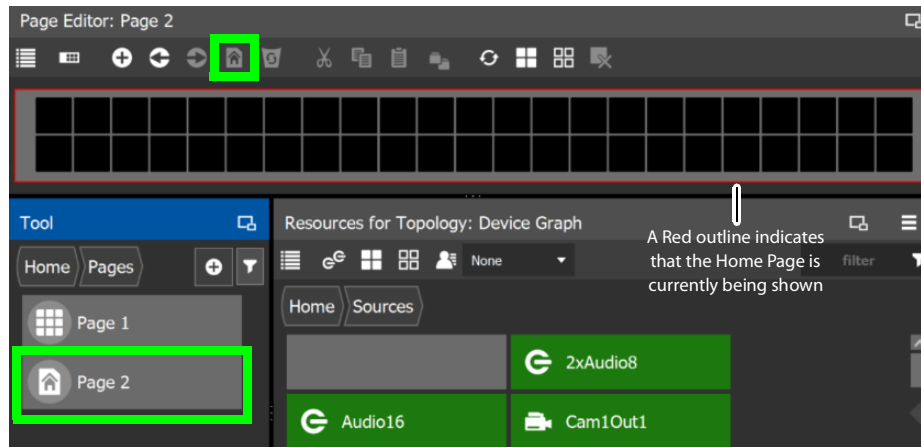 Page Editor: Page 2
Tool
Resources for Topology: Device Graph
A Red outline indicates
that the Home Page is
currently being shown
Home Pages
None
filter
Home Sources
Page 1
Page 2
2xAudio8
Audio16
Cam1Out1